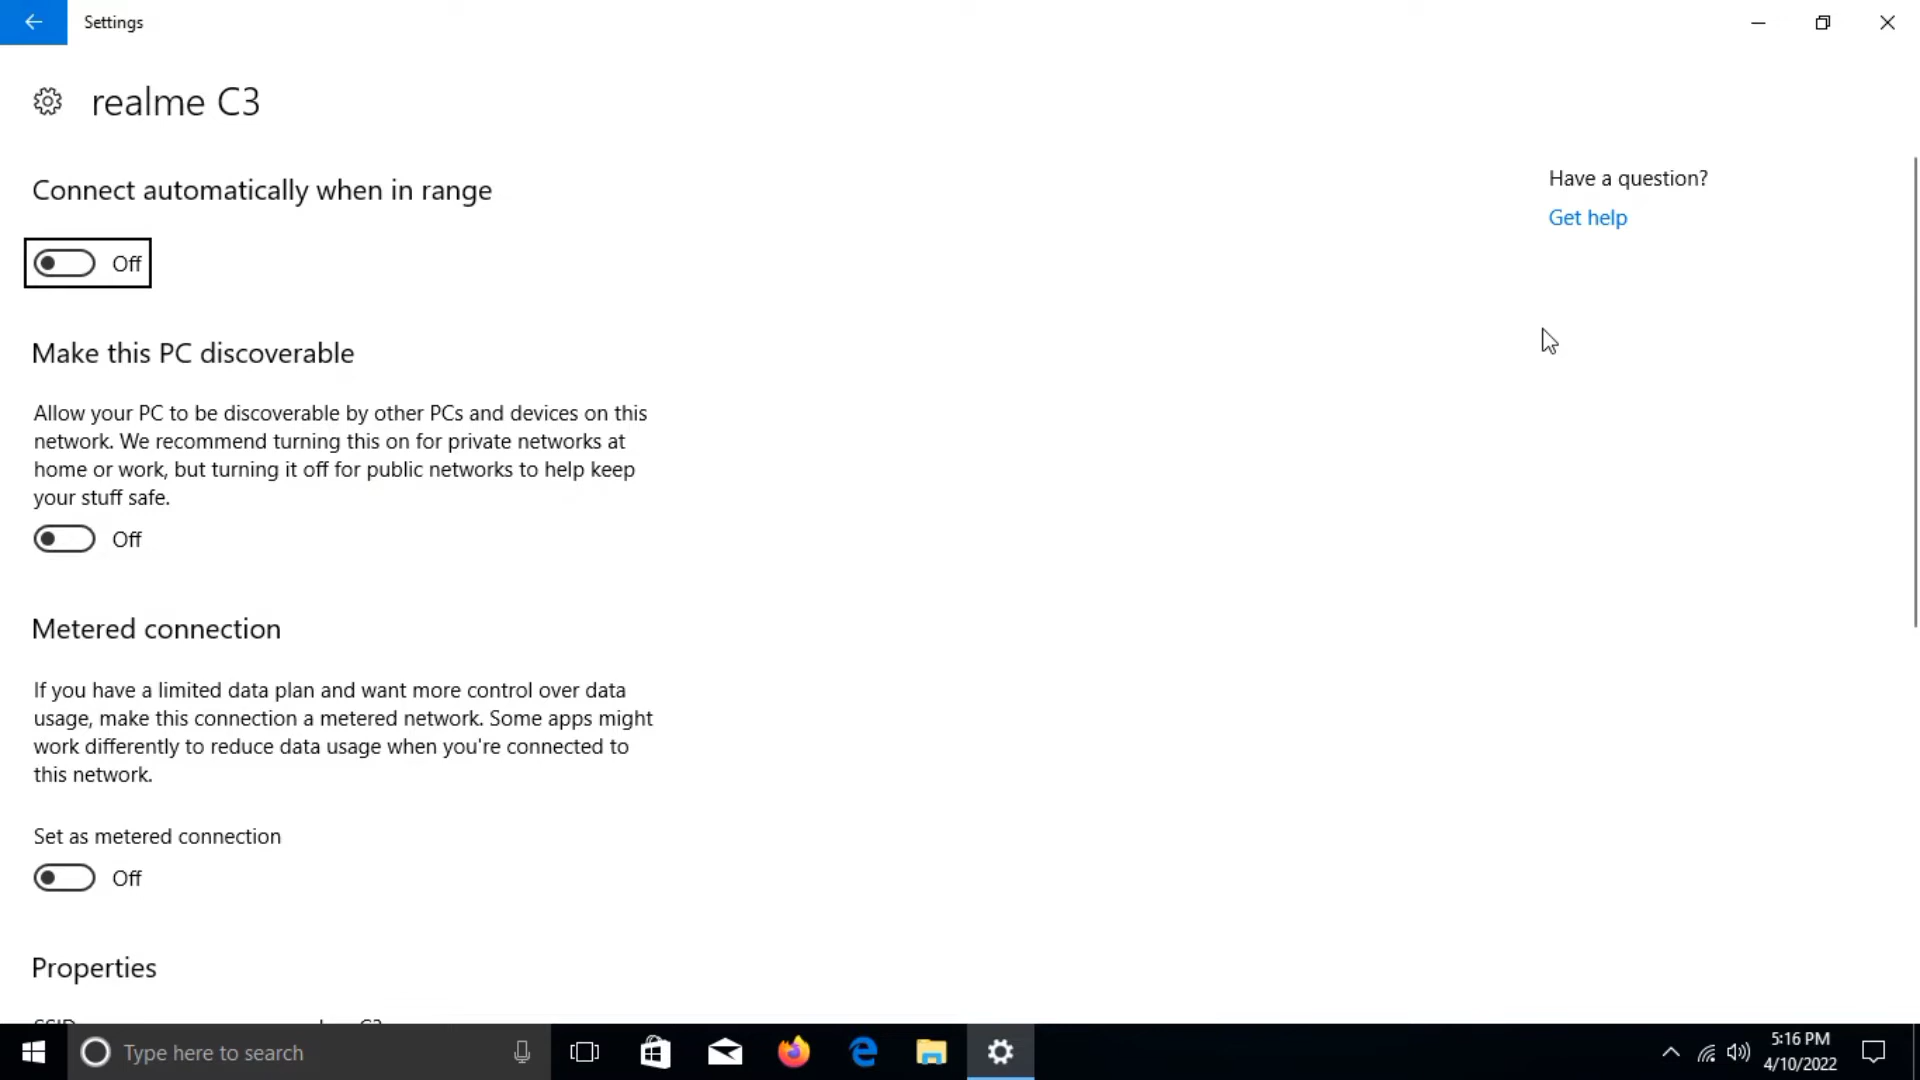 Settings
realme C3
Connect automatically when in range
Have a question?
Get help
Off
Make this PC discoverable
Allow your PC to be discoverable by other PCs and devices on this
network. We recommend turning this on for private networks at
home or work, but turning it off for public networks to help keep
your stuff safe.
Off
Metered connection
If you have a limited data plan and want more control over data
usage, make this connection a metered network. Some apps might
work differently to reduce data usage when you're connected to
this network.
Set as metered connection
Off
Properties
Type here to search
5:16 PM
4/10/2022